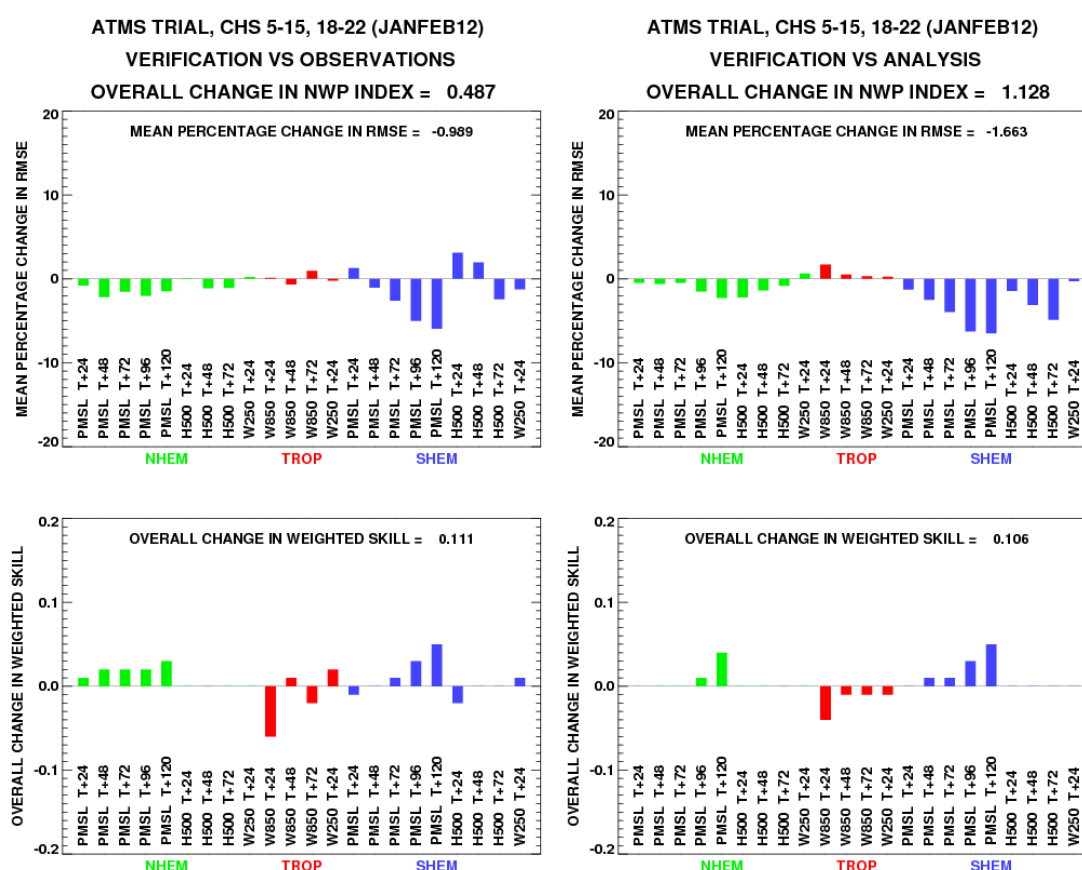 ATMS TRIAL, CHS 5-15, 18-22 (JANFEB12)
VERIFICATION VS OBSERVATIONS
OVERALL CHANGE IN NWP INDEX = 0.487
MEAN PERCENTAGE CHANGE IN RMSE = -0.989
MEAN PERCENTAGE CHANGE IN RMSE
20
10
0
-10
-20
PMSL T+24
PMSL T+48
PMSL T+72
PMSL T+96
PMSL T+120
H500 T+24
H500 T+48
H500 T+72
W250 T+24
W850 T+24
W850 T+48
W850 T+72
W250 T+24
PMSL T+24
PMSL T+48
PMSL T+72
PMSL T+96
PMSL T+120
H500 T+24
H500 T+48
H500 T+72
W250 T+24
NHEM TROP SHEM
ATMS TRIAL, CHS 5-15, 18-22 (JANFEB12)
VERIFICATION VS ANALYSIS
OVERALL CHANGE IN NWP INDEX = 1.128
MEAN PERCENTAGE CHANGE IN RMSE = -1.663
MEAN PERCENTAGE CHANGE IN RMSE
20
10
0
-10
-20
PMSL T+24
PMSL T+48
PMSL T+72
PMSL T+96
PMSL T+120
H500 T+24
H500 T+48
H500 T+72
W250 T+24
W850 T+24
W850 T+48
W850 T+72
W250 T+24
PMSL T+24
PMSL T+48
PMSL T+72
PMSL T+96
PMSL T+120
H500 T+24
H500 T+48
H500 T+72
W250 T+24
NHEM TROP SHEM
OVERALL CHANGE IN WEIGHTED SKILL = 0.111
OVERALL CHANGE IN WEIGHTED SKILL
0.2
0.1
0.0
-0.1
-0.2
PMSL T+24
PMSL T+48
PMSL T+72
PMSL T+96
PMSL T+120
H500 T+24
H500 T+48
H500 T+72
W250 T+24
W850 T+24
W850 T+48
W850 T+72
W250 T+24
PMSL T+24
PMSL T+48
PMSL T+72
PMSL T+96
PMSL T+120
H500 T+24
H500 T+48
H500 T+72
W250 T+24
NHEM TROP SHEM
OVERALL CHANGE IN WEIGHTED SKILL = 0.106
OVERALL CHANGE IN WEIGHTED SKILL
0.2
0.1
0.0
-0.1
-0.2
PMSL T+24
PMSL T+48
PMSL T+72
PMSL T+96
PMSL T+120
H500 T+24
H500 T+48
H500 T+72
W250 T+24
W850 T+24
W850 T+48
W850 T+72
W250 T+24
PMSL T+24
PMSL T+48
PMSL T+72
PMSL T+96
PMSL T+120
H500 T+24
H500 T+48
H500 T+72
W250 T+24
NHEM TROP SHEM